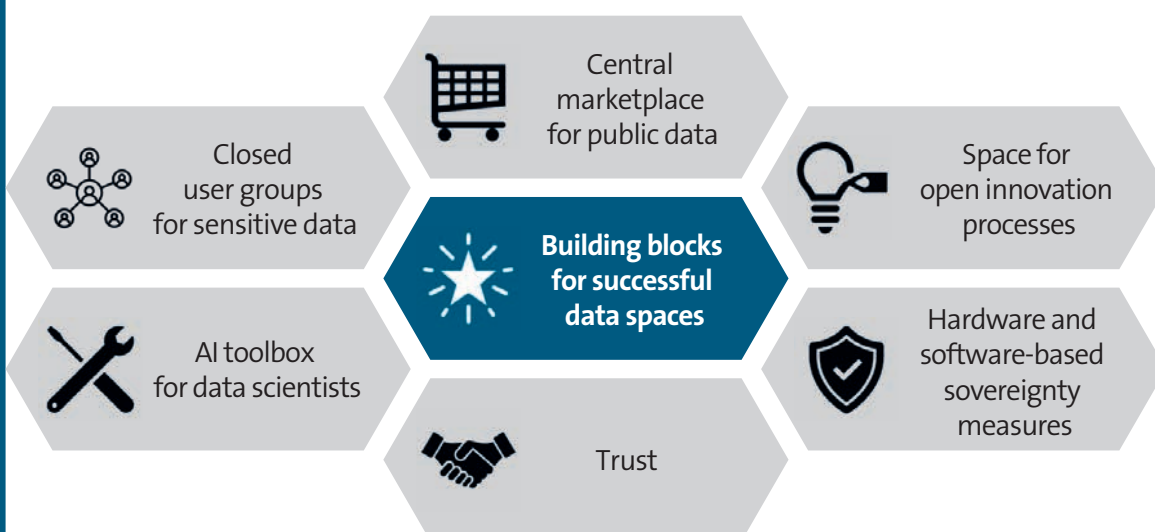 Central
marketplace
for public data
Closed
user groups
for sensitive data
Space for
open innovation
processes
Building blocks
for successful
data spaces
AI toolbox
for data scientists
Hardware and
software-based
sovereignty
measures
Trust